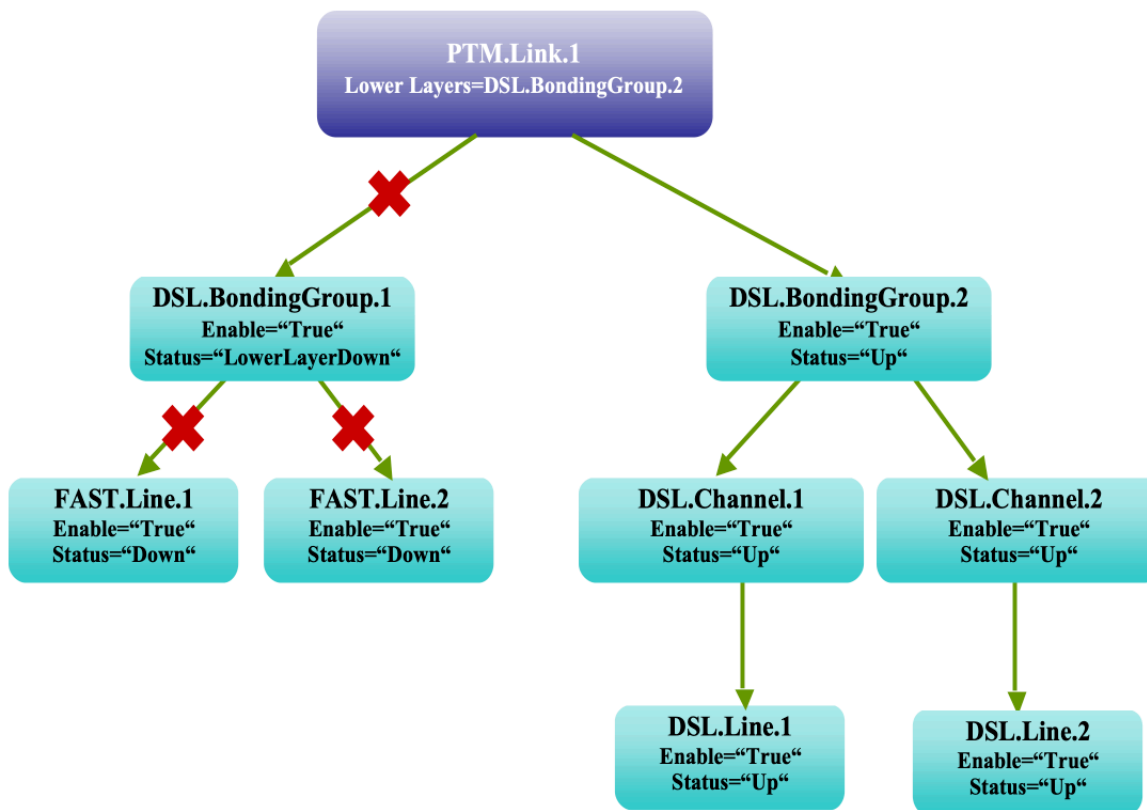 PTM.Link.1
Lower Layers=DSL.BondingGroup.2
DSL.BondingGroup.1
Enable=“True“
Status=“LowerLayerDown“
DSL.BondingGroup.2
Enable=“True“
Status=“Up“
FAST.Line.1
Enable=“True“
Status=“Down“
FAST.Line.2
Enable=“True“
Status=“Down“
DSL.Channel.1
Enable=“True“
Status=“Up“
DSL.Channel.2
Enable=“True“
Status=“Up“
DSL.Line.1
Enable=“True“
Status=“Up“
DSL.Line.2
Enable=“True“
Status=“Up“